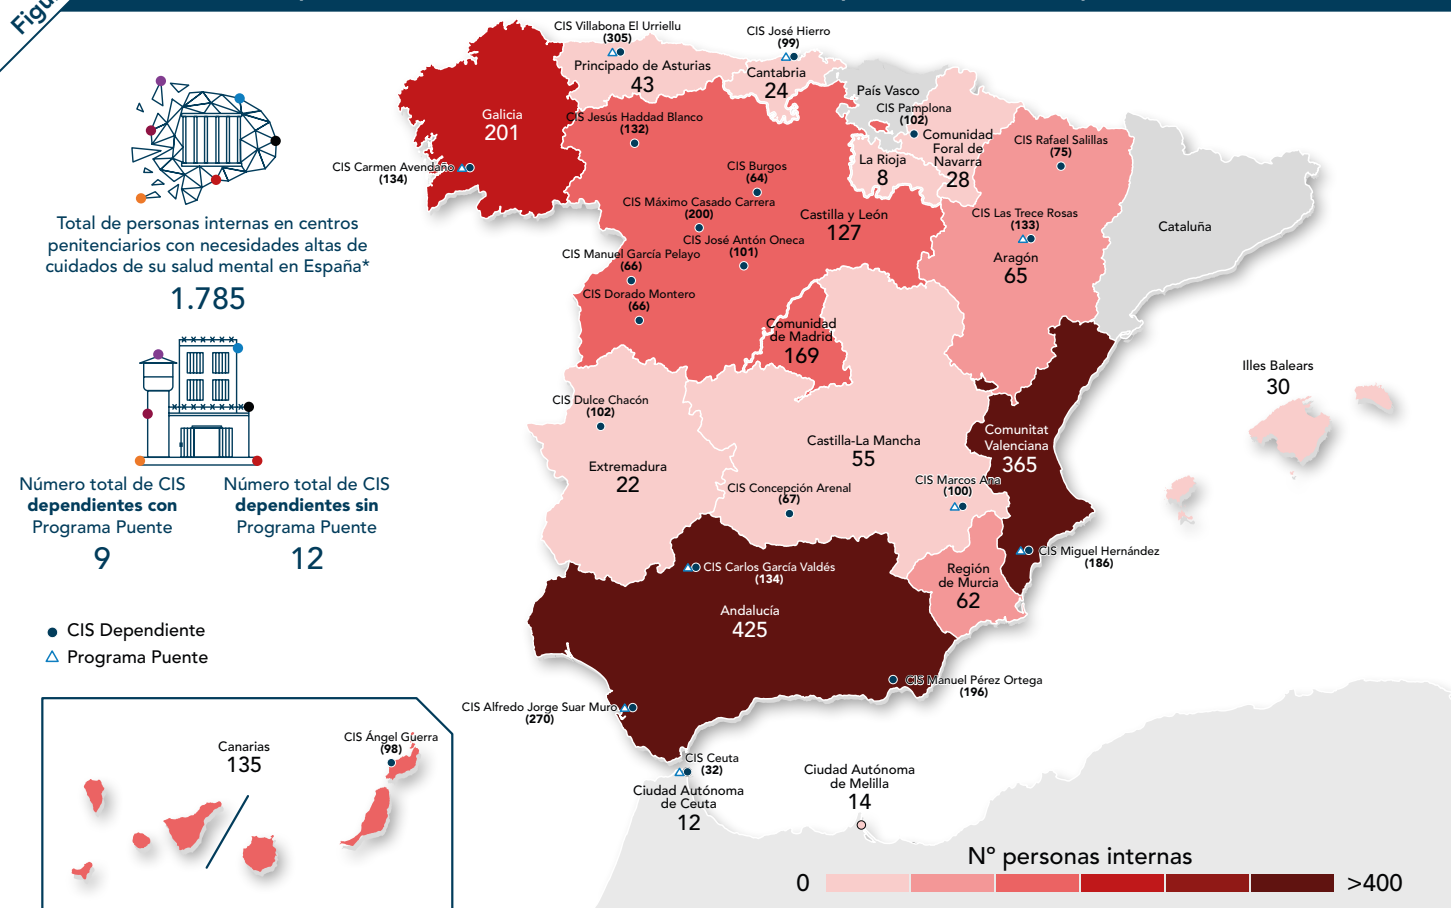 Total de personas internas en centros
penitenciarios con necesidades altas de
cuidados de su salud mental en España*
1.785
Número total de CIS
dependientes con
Programa Puente
9
Número total de CIS
dependientes sin
Programa Puente
12
CIS Dependiente
Programa Puente
CIS Villabona El Urriellu
(305)
Principado de Asturias
43
CIS José Hierro
(99)
Cantabria
24
País Vasco
CIS Pamplona
(102)
Comunidad
Foral de
Navarra
28
La Rioja
8
Galicia
201
CIS Carmen Avendaño
(134)
CIS Jesús Haddad Blanco
(132)
CIS Burgos
(64)
CIS Máximo Casado Carrera
(200)
Castilla y León
127
CIS José Antón Oneca
(101)
CIS Manuel García Pelayo
(66)
CIS Dorado Montero
(66)
CIS Rafael Salillas
(75)
CIS Las Trece Rosas
(133)
Aragón
65
Cataluña
Comunidad
de Madrid
169
Illes Balears
30
CIS Dulce Chacón
(102)
Extremadura
22
Castilla-La Mancha
55
CIS Concepción Arenal
(67)
CIS Marcos Ana
(100)
Comunitat
Valenciana
365
CIS Miguel Hernández
(186)
Región
de Murcia
62
CIS Carlos García Valdés
(134)
Andalucía
425
CIS Manuel Pérez Ortega
(196)
CIS Alfredo Jorge Suar Muro
(270)
CIS Ceuta
(32)
Ciudad Autónoma
de Ceuta
12
Ciudad Autónoma
de Melilla
14
Canarias
135
CIS Ángel Guerra
(98)
Nº personas internas
0
>400